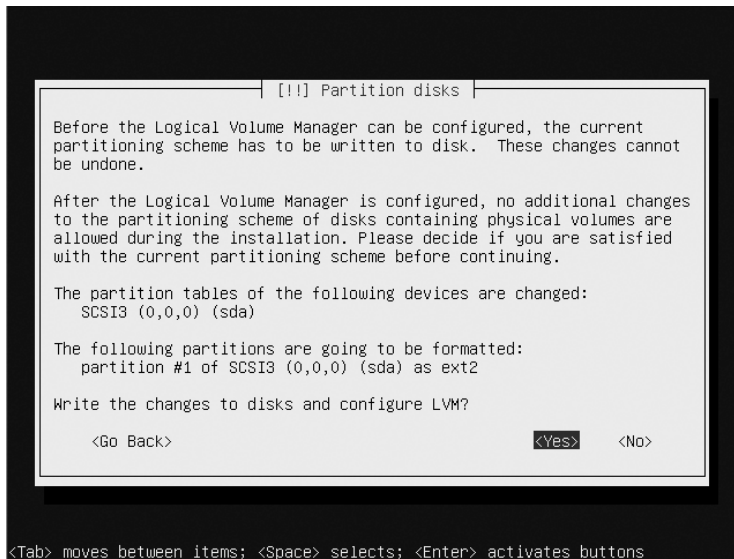 [!!] Partition disks
Before the Logical Volume Manager can be configured, the current
partitioning scheme has to be written to disk.  These changes cannot
be undone.
After the Logical Volume Manager is configured, no additional changes
to the partitioning scheme of disks containing physical volumes are
allowed during the installation. Please decide if you are satisfied
with the current partitioning scheme before continuing.
The partition tables of the following devices are changed:
SCSI3 (0,0,0) (sda)
The following partitions are going to be formatted:
partition #1 of SCSI3 (0,0,0) (sda) as ext2
Write the changes to disks and configure LVM?
<Go Back> <Yes> <No>
<Tab> moves between items; <Space> selects; <Enter> activates buttons